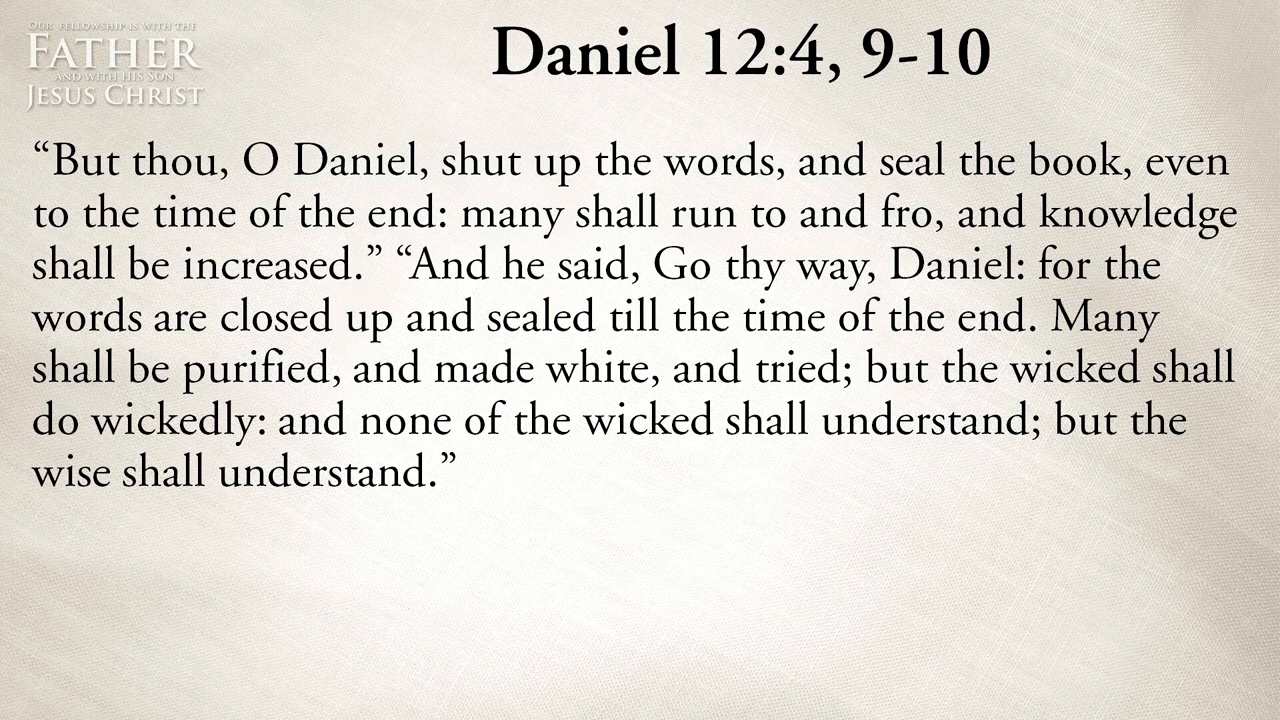 OUR FELLOWSHIP IS WITH THE
FATHER
AND WITH HIS SON
JESUS CHRIST
Daniel 12:4, 9-10
“But thou, O Daniel, shut up the words, and seal the book, even
to the time of the end: many shall run to and fro, and knowledge
shall be increased.” “And he said, Go thy way, Daniel: for the
words are closed up and sealed till the time of the end. Many
shall be purified, and made white, and tried; but the wicked shall
do wickedly: and none of the wicked shall understand; but the
wise shall understand.”